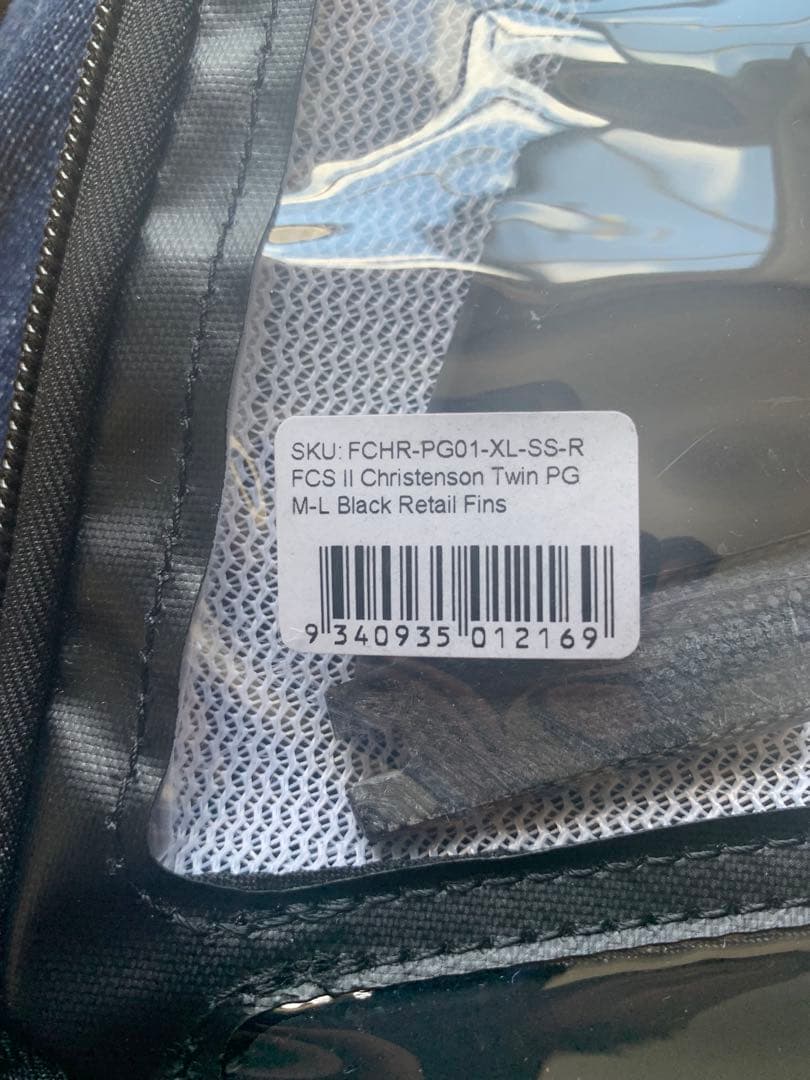 SKU: FCHR-PG01-XL-SS-R
FCS II Christenson Twin PG
M-L Black Retail Fins
9 340935 012169